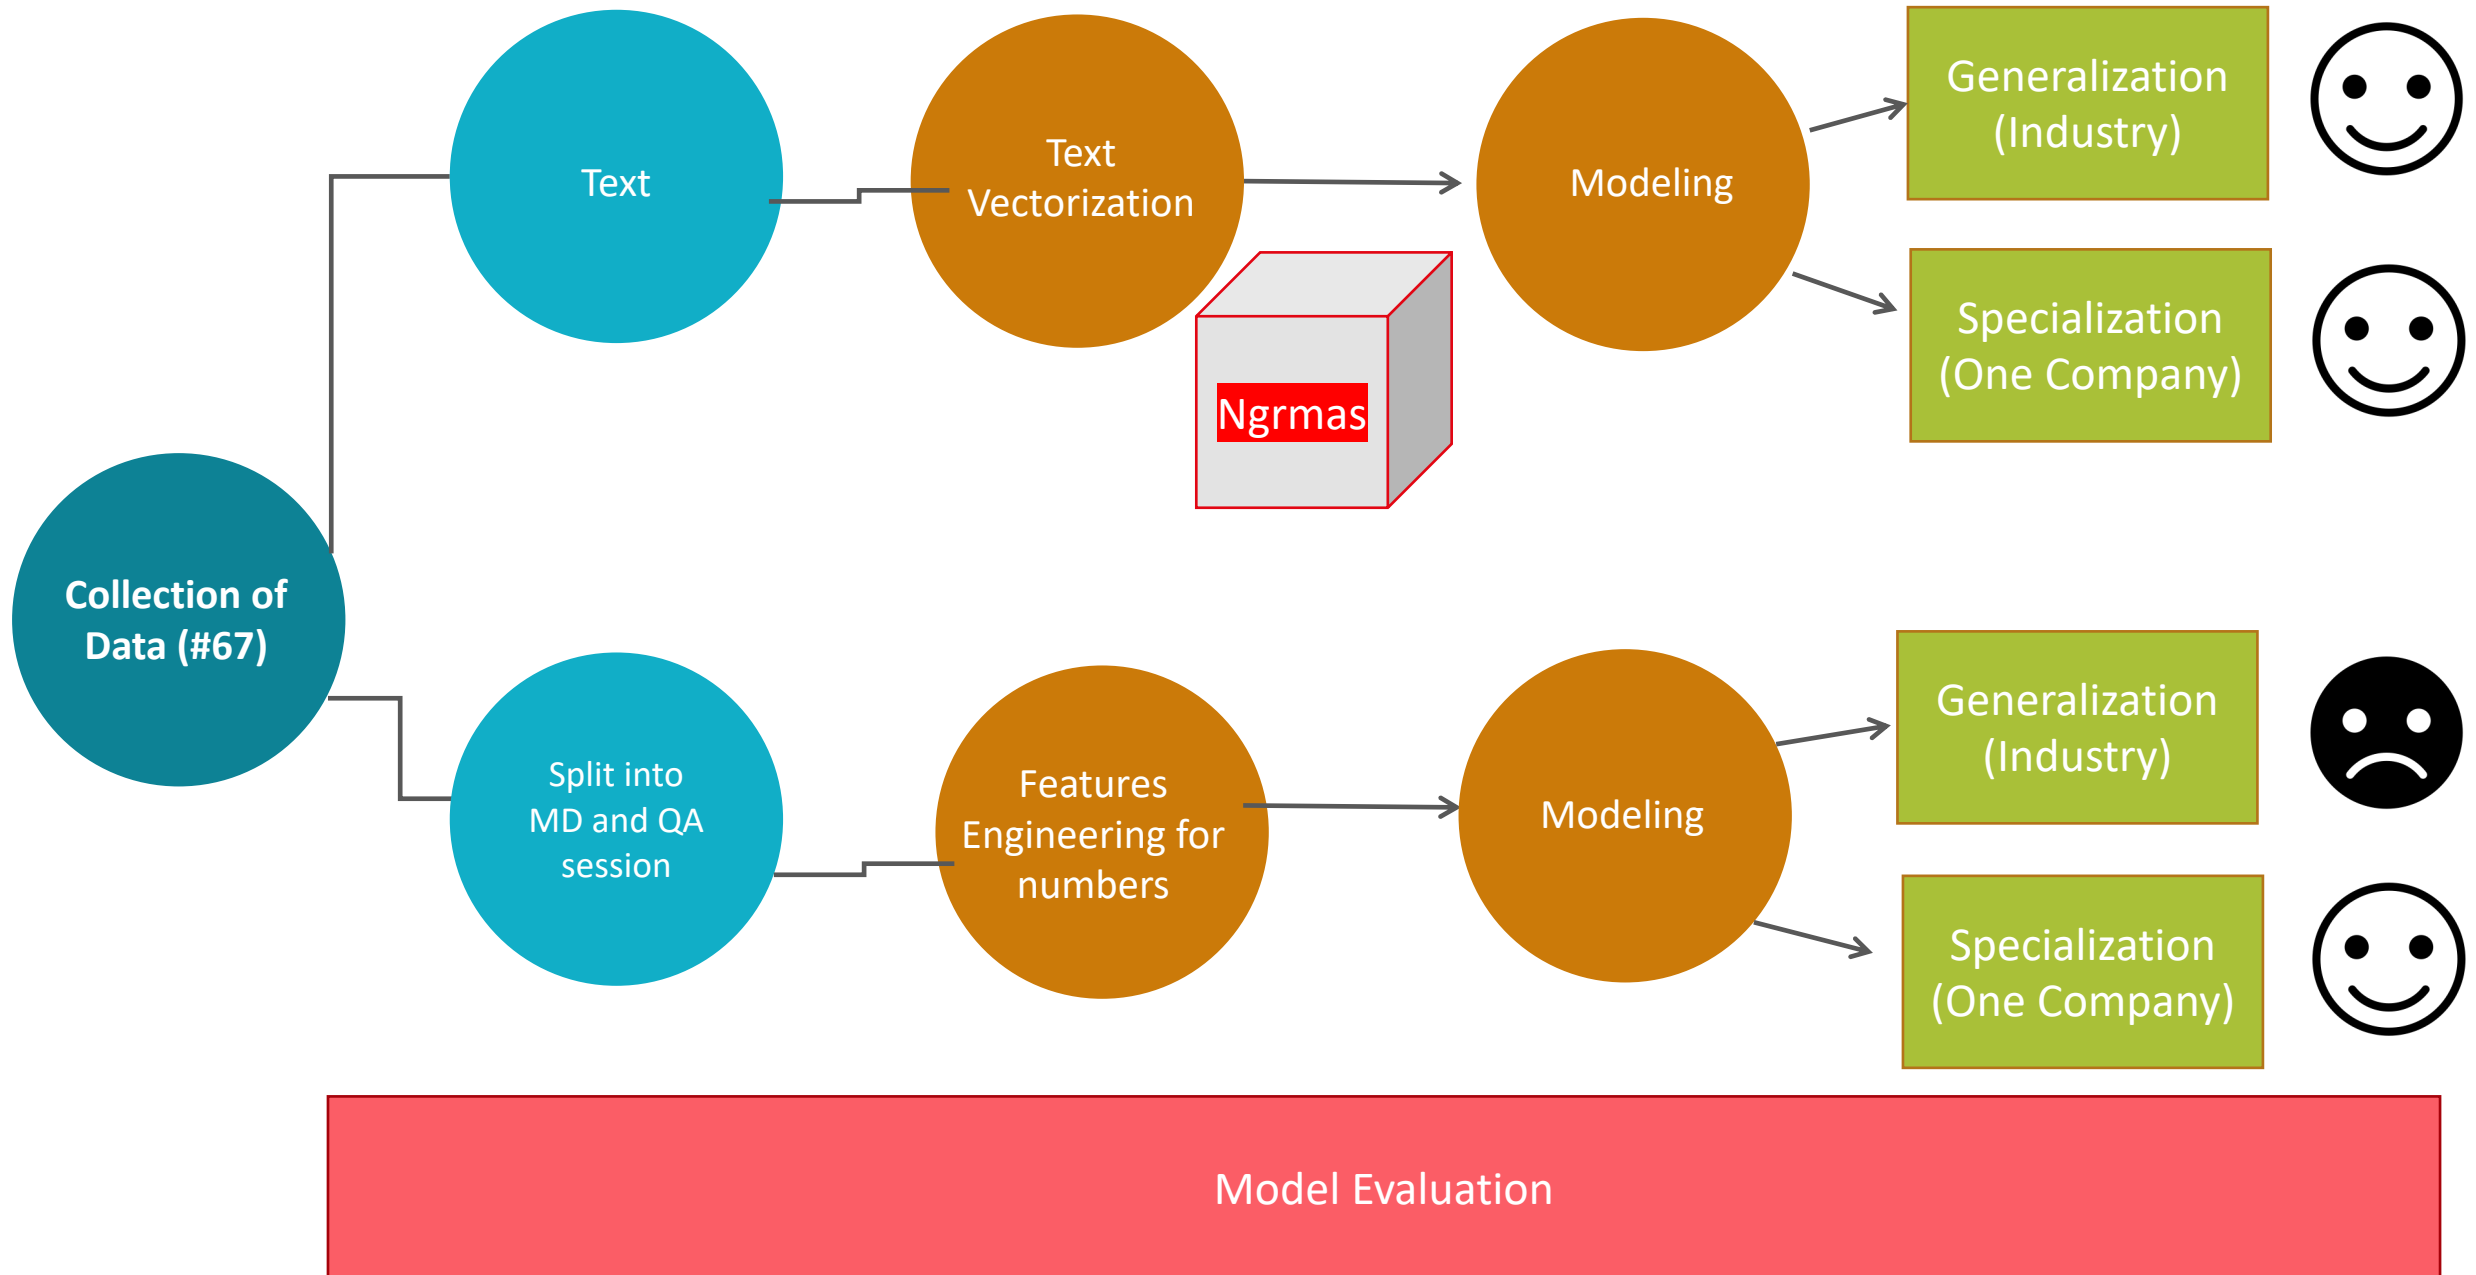 Collection of
Data (#67)
Text
Text
Vectorization
Ngrmas
Modeling
Generalization
(Industry)
Specialization
(One Company)
Split into
MD and QA
session
Features
Engineering for
numbers
Modeling
Generalization
(Industry)
Specialization
(One Company)
Model Evaluation